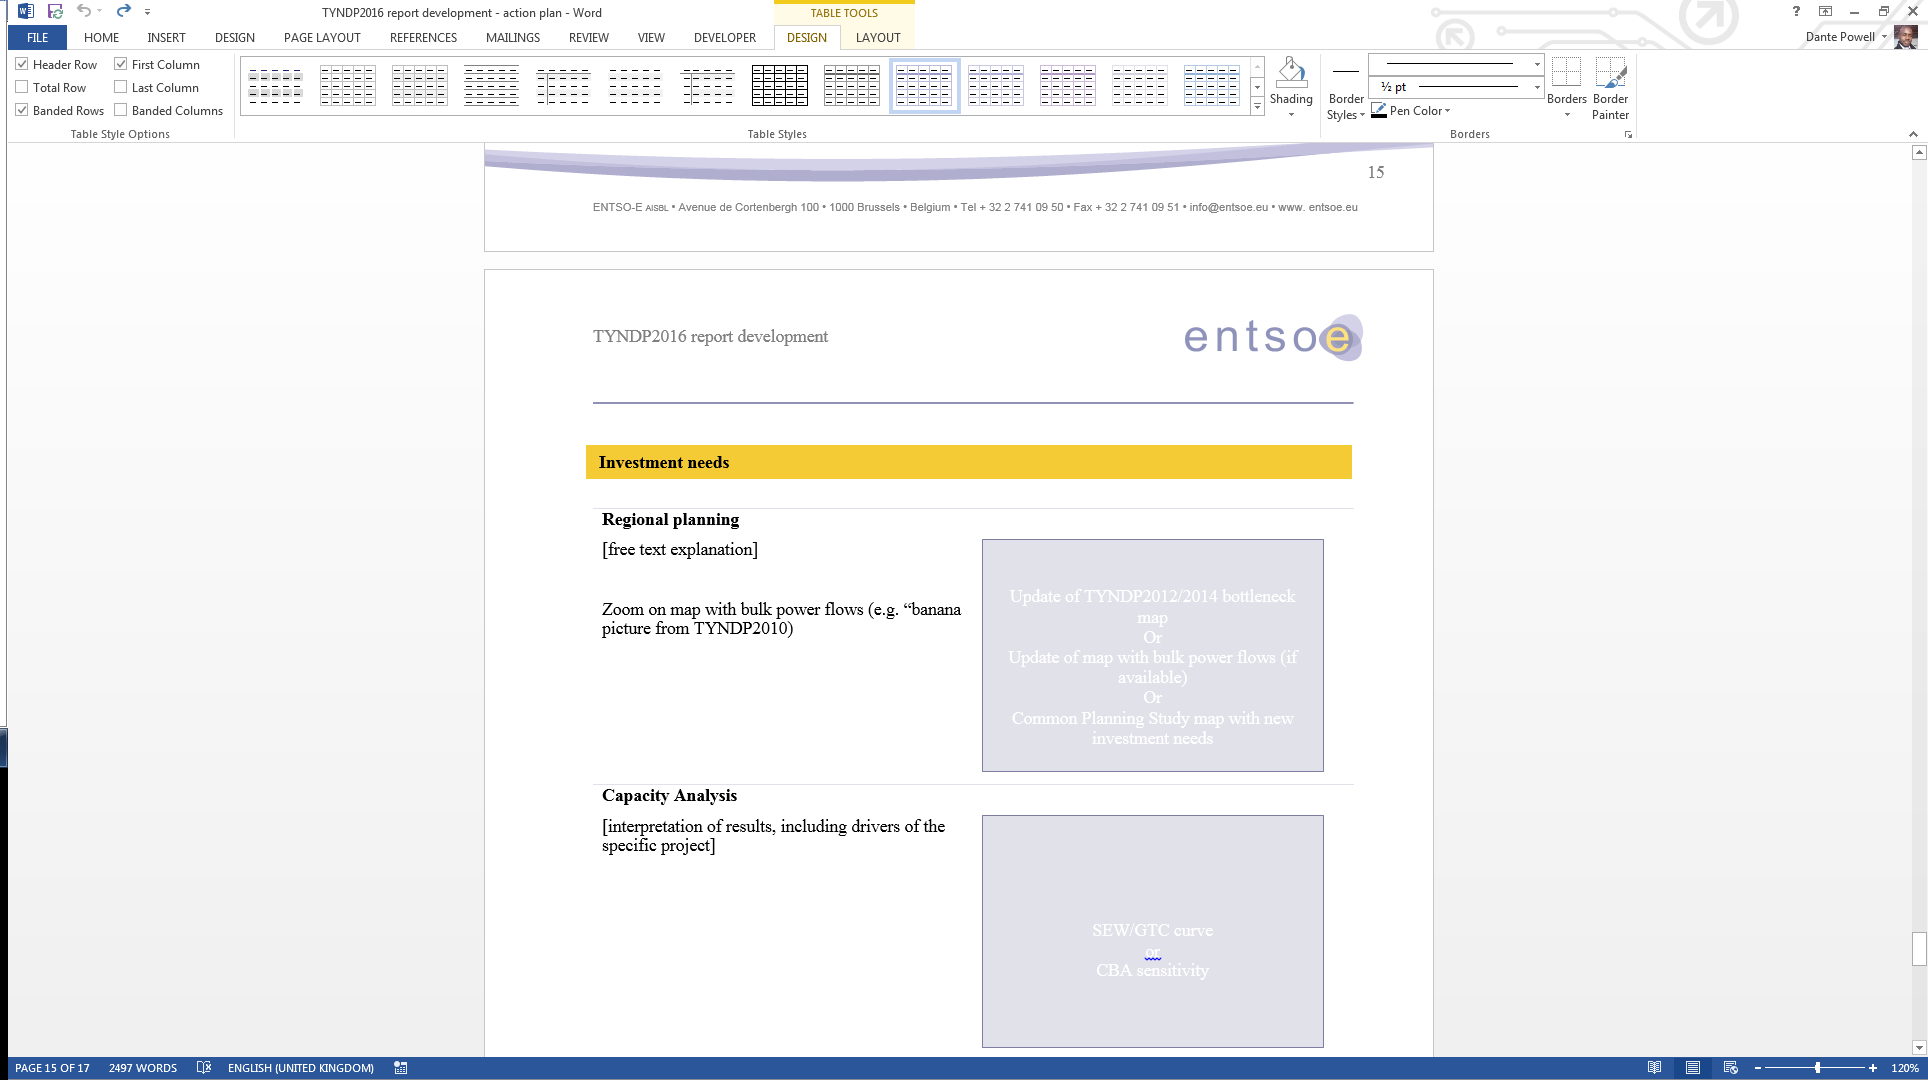 TYNDP2016 report development - action plan - Word
TABLE TOOLS
?
FILE
HOME
INSERT
DESIGN
PAGE LAYOUT
REFERENCES
MAILINGS
REVIEW
VIEW
DEVELOPER
DESIGN
LAYOUT
Dante Powell
Header Row
First Column
Total Row
Last Column
Banded Rows
Banded Columns
Table Style Options
Table Styles
Shading
Border
Styles
½ pt
Pen Color
Borders
Border
Painter
Borders
15
ENTSO-E AISBL • Avenue de Cortenbergh 100 • 1000 Brussels • Belgium • Tel + 32 2 741 09 50 • Fax + 32 2 741 09 51 • info@entsoe.eu • www. entsoe.eu
TYNDP2016 report development
entsoe
Investment needs
Regional planning
[free text explanation]
Zoom on map with bulk power flows (e.g. “banana
picture from TYNDP2010)
Update of TYNDP2012/2014 bottleneck
map
Or
Update of map with bulk power flows (if
available)
Or
Common Planning Study map with new
investment needs
Capacity Analysis
[interpretation of results, including drivers of the
specific project]
SEW/GTC curve
or
CBA sensitivity
PAGE 15 OF 17
2497 WORDS
ENGLISH (UNITED KINGDOM)
120%